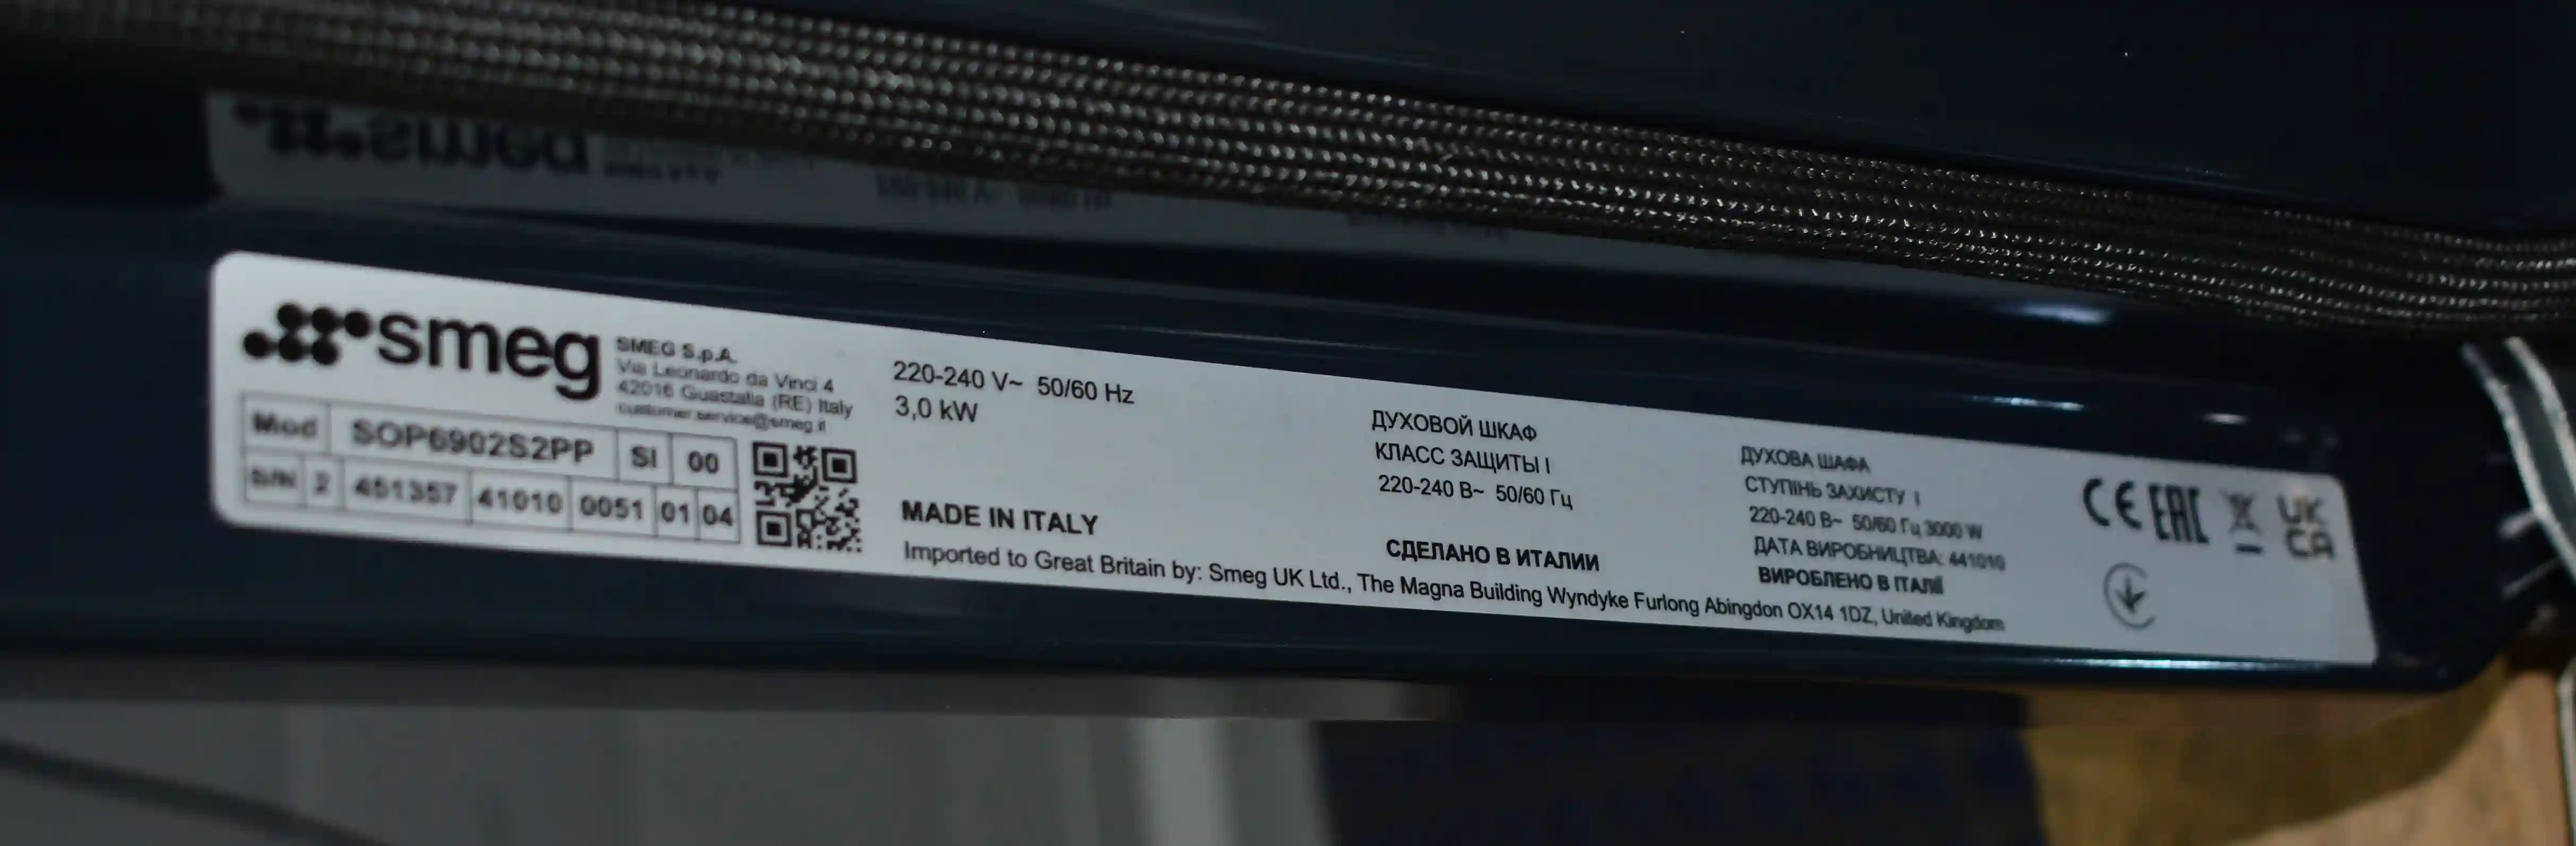 smeg
SMEG S.p.A.
Via Leonardo da Vinci 4
42016 Guastalla (RE) Italy
customer.service@smeg.it
Mod SOP6902S2PP SI 00
S/N 2 451357 41010 0051 01 04
220-240 V~ 50/60 Hz
3,0 kW
MADE IN ITALY
Imported to Great Britain by: Smeg UK Ltd., The Magna Building Wyndyke Furlong Abingdon OX14 1DZ, United Kingdom
ДУХОВОЙ ШКАФ
КЛАСС ЗАЩИТЫ I
220-240 В~ 50/60 Гц
СДЕЛАНО В ИТАЛИИ
ДУХОВА ШАФА
СТУПІНЬ ЗАХИСТУ I
220-240 В~ 50/60 Гц 3000 W
ДАТА ВИРОБНИЦТВА: 441010
ВИРОБЛЕНО В ІТАЛІЇ
CE EAC UK
CA